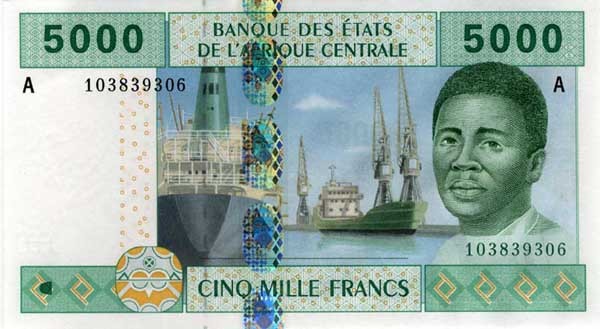 5000
BANQUE DES ÉTATS
DE L'AFRIQUE CENTRALE
5000
A 103839306
A
103839306
CINQ MILLE FRANCS